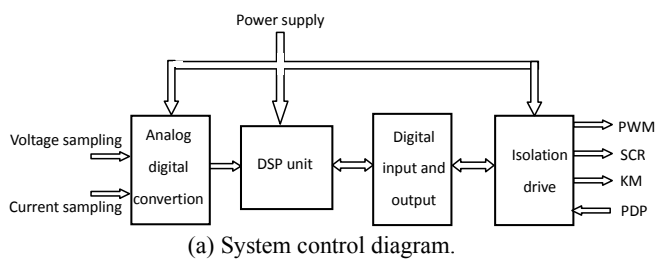 Power supply
Voltage sampling
Current sampling
Analog
digital
convertion
DSP unit
Digital
input and
output
Isolation
drive
PWM
SCR
KM
PDP
(a) System control diagram.